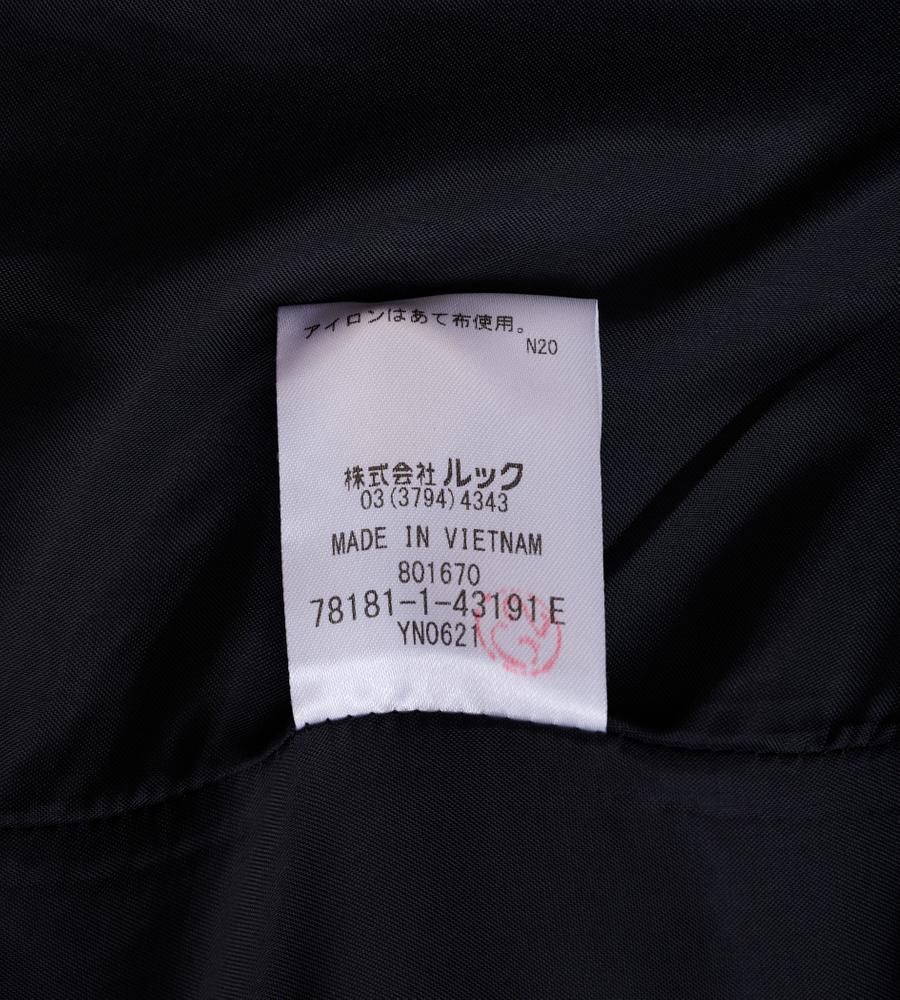 アイロンはあて布使用。
N20
株式会社ルック
03(3794)4343
MADE IN VIETNAM
801670
78181-1-43191 E
YN0621